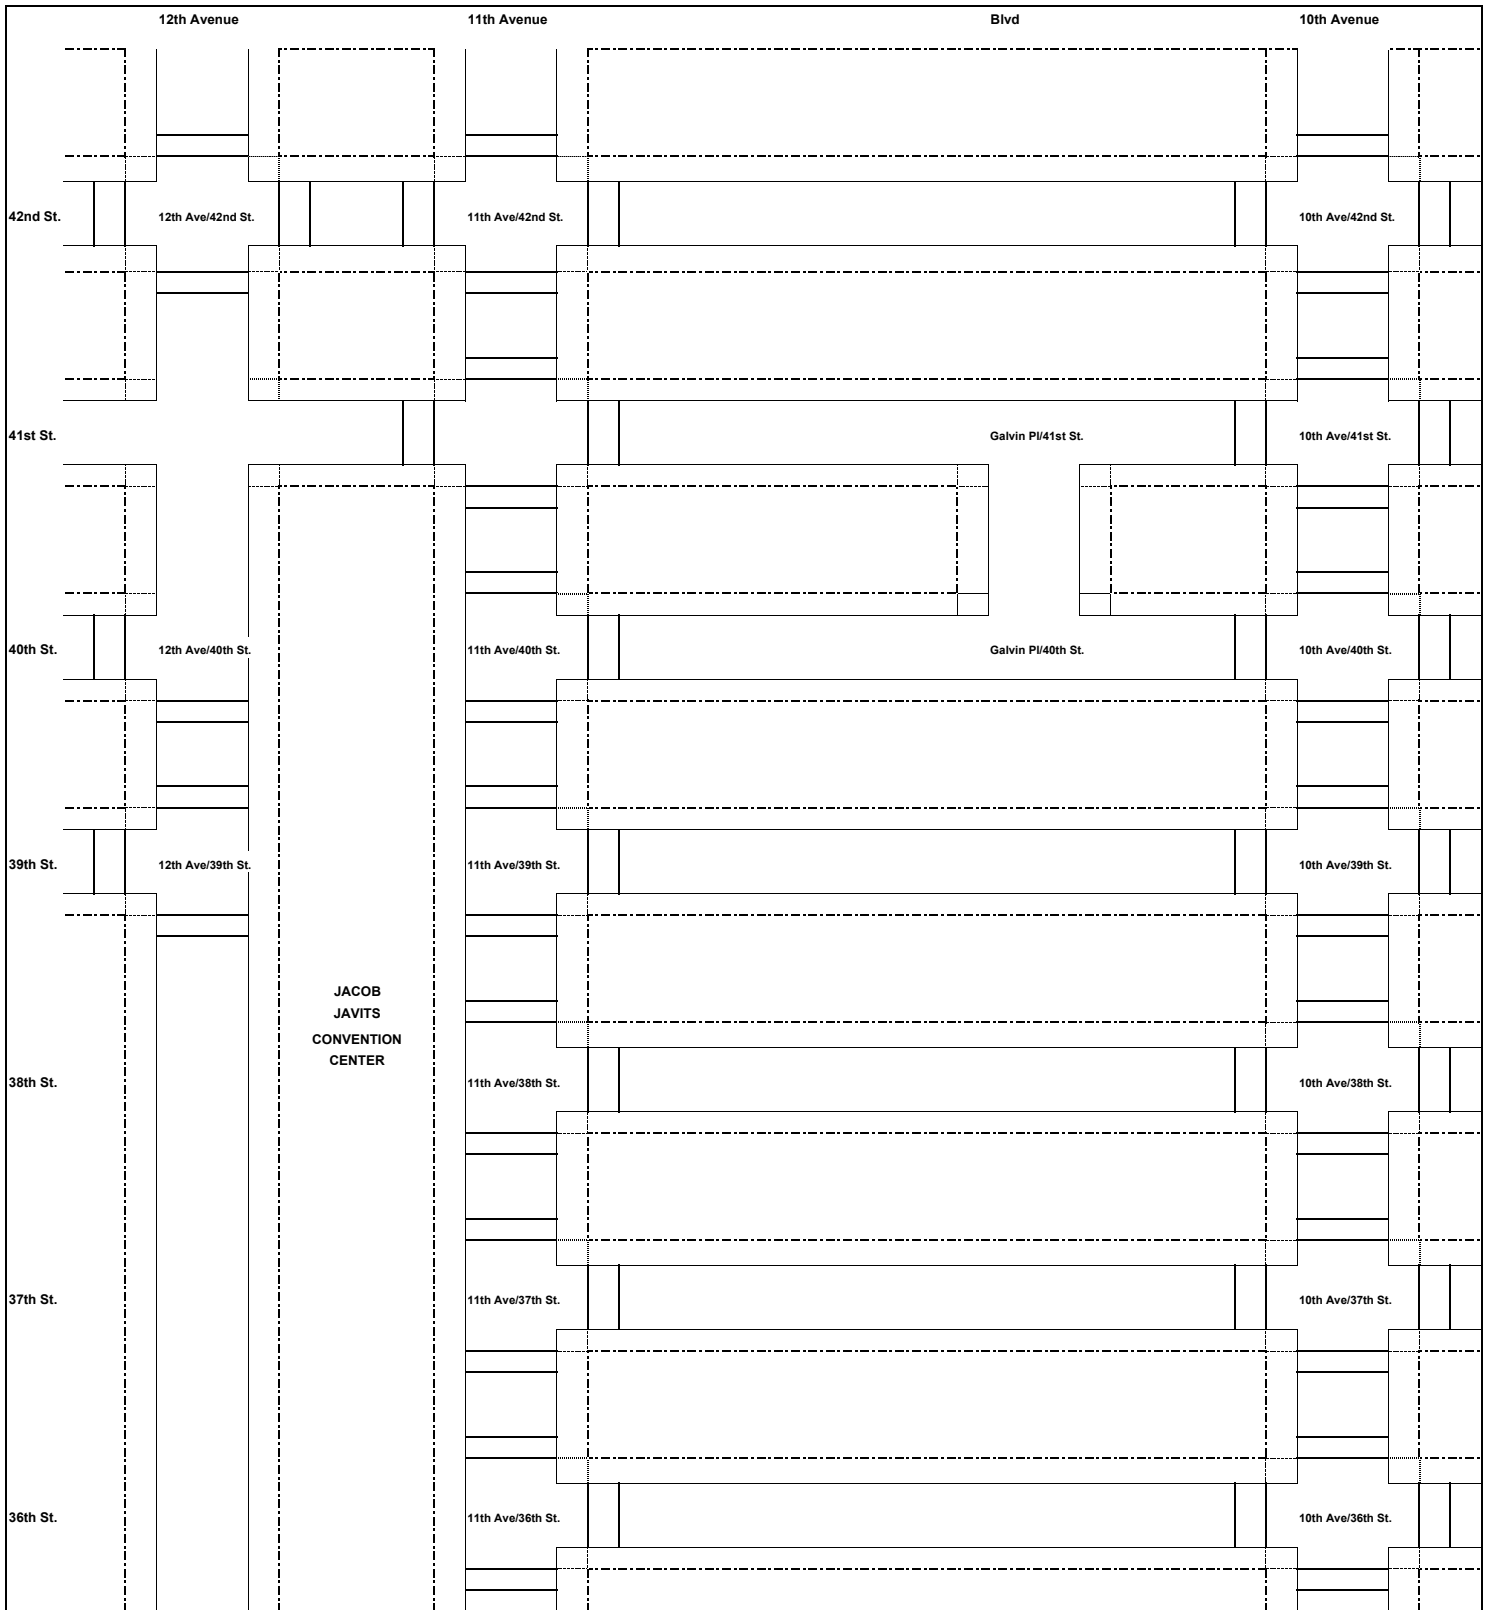 12th Avenue 11th Avenue Blvd 10th Avenue
42nd St. 12th Ave/42nd St. 11th Ave/42nd St. 10th Ave/42nd St.
41st St. Galvin Pl/41st St. 10th Ave/41st St.
40th St. 12th Ave/40th St. 11th Ave/40th St. Galvin Pl/40th St. 10th Ave/40th St.
39th St. 12th Ave/39th St. 11th Ave/39th St. 10th Ave/39th St.
JACOB
JAVITS
CONVENTION
CENTER
38th St. 11th Ave/38th St. 10th Ave/38th St.
37th St. 11th Ave/37th St. 10th Ave/37th St.
36th St. 11th Ave/36th St. 10th Ave/36th St.